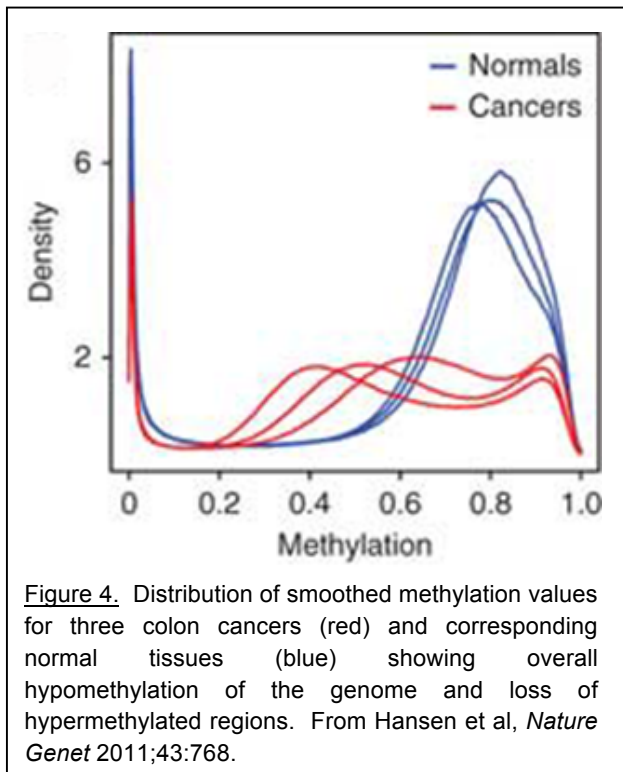 Normals
Cancers
6
2
Density
0
0.2
0.4
0.6
0.8
1.0
Methylation
Figure 4. Distribution of smoothed methylation values
for three colon cancers (red) and corresponding
normal tissues (blue) showing overall
hypomethylation of the genome and loss of
hypermethylated regions. From Hansen et al, Nature
Genet 2011;43:768.